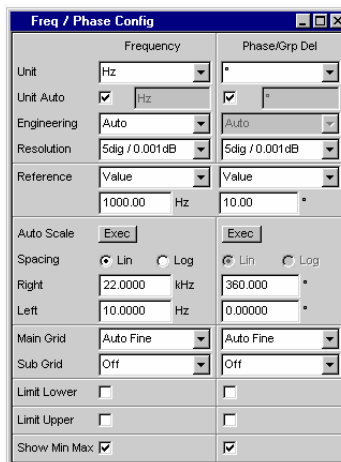 Freq / Phase Config
Frequency Phase/Grp Del
Unit Hz °
Unit Auto Hz °
Engineering Auto Auto
Resolution 5dig / 0.001dB 5dig / 0.001dB
Reference Value Value
1000.00 Hz 10.00 °
Auto Scale Exec Exec
Spacing Lin Log Lin Log
Right 22.0000 kHz 360.000 °
Left 10.0000 Hz 0.00000 °
Main Grid Auto Fine Auto Fine
Sub Grid Off Off
Limit Lower
Limit Upper
Show Min Max